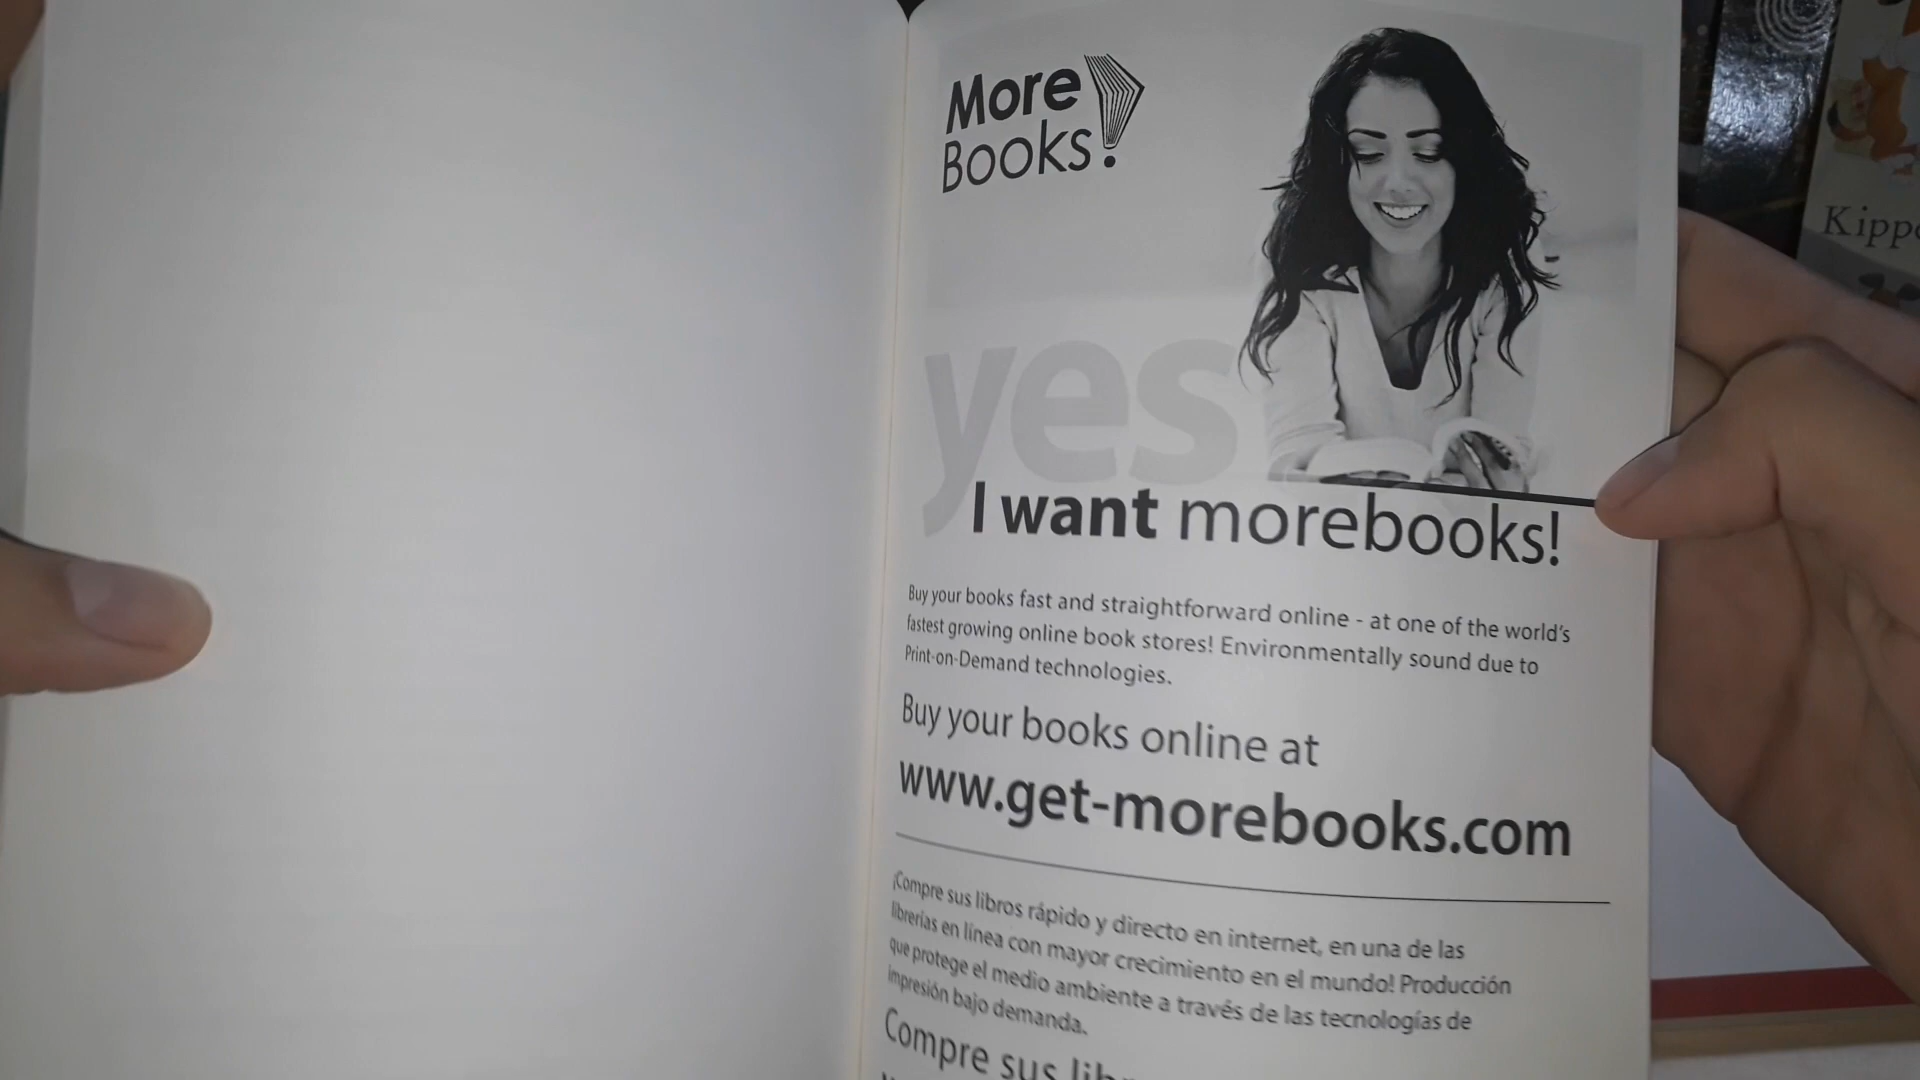 More
BOOKS!
yes
I want morebooks!
Buy your books fast and straightforward online - at one of the world's
fastest growing online book stores! Environmentally sound due to
Print-on-Demand technologies.
Buy your books online at
www.get-morebooks.com
¡Compre sus libros rápido y directo en internet, en una de las
librerías en línea con mayor crecimiento en el mundo! Producción
que protege el medio ambiente a través de las tecnologías de
impresión bajo demanda.
Compre sus